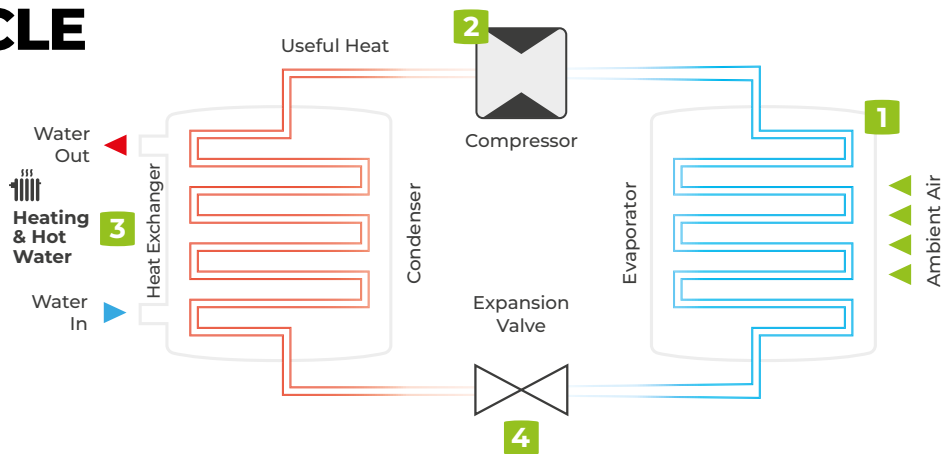 CLE
Useful Heat
2
Compressor
1
Water
Out
Heating
& Hot
Water
3
Heat Exchanger
Condenser
Evaporator
Ambient Air
Water
In
Expansion
Valve
4